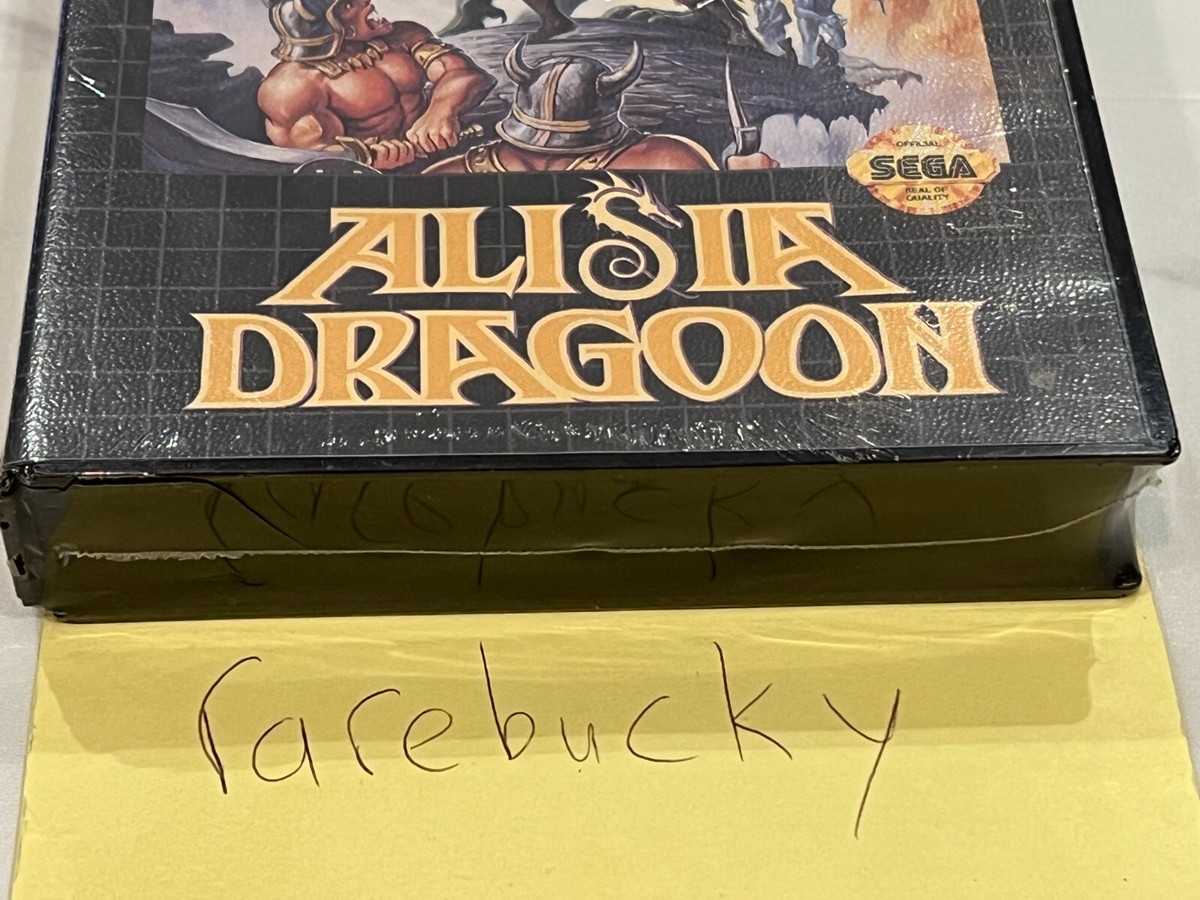 OFFICIAL
SEGA
SEAL OF
QUALITY
ALISIA
DRAGOON
rarebucky